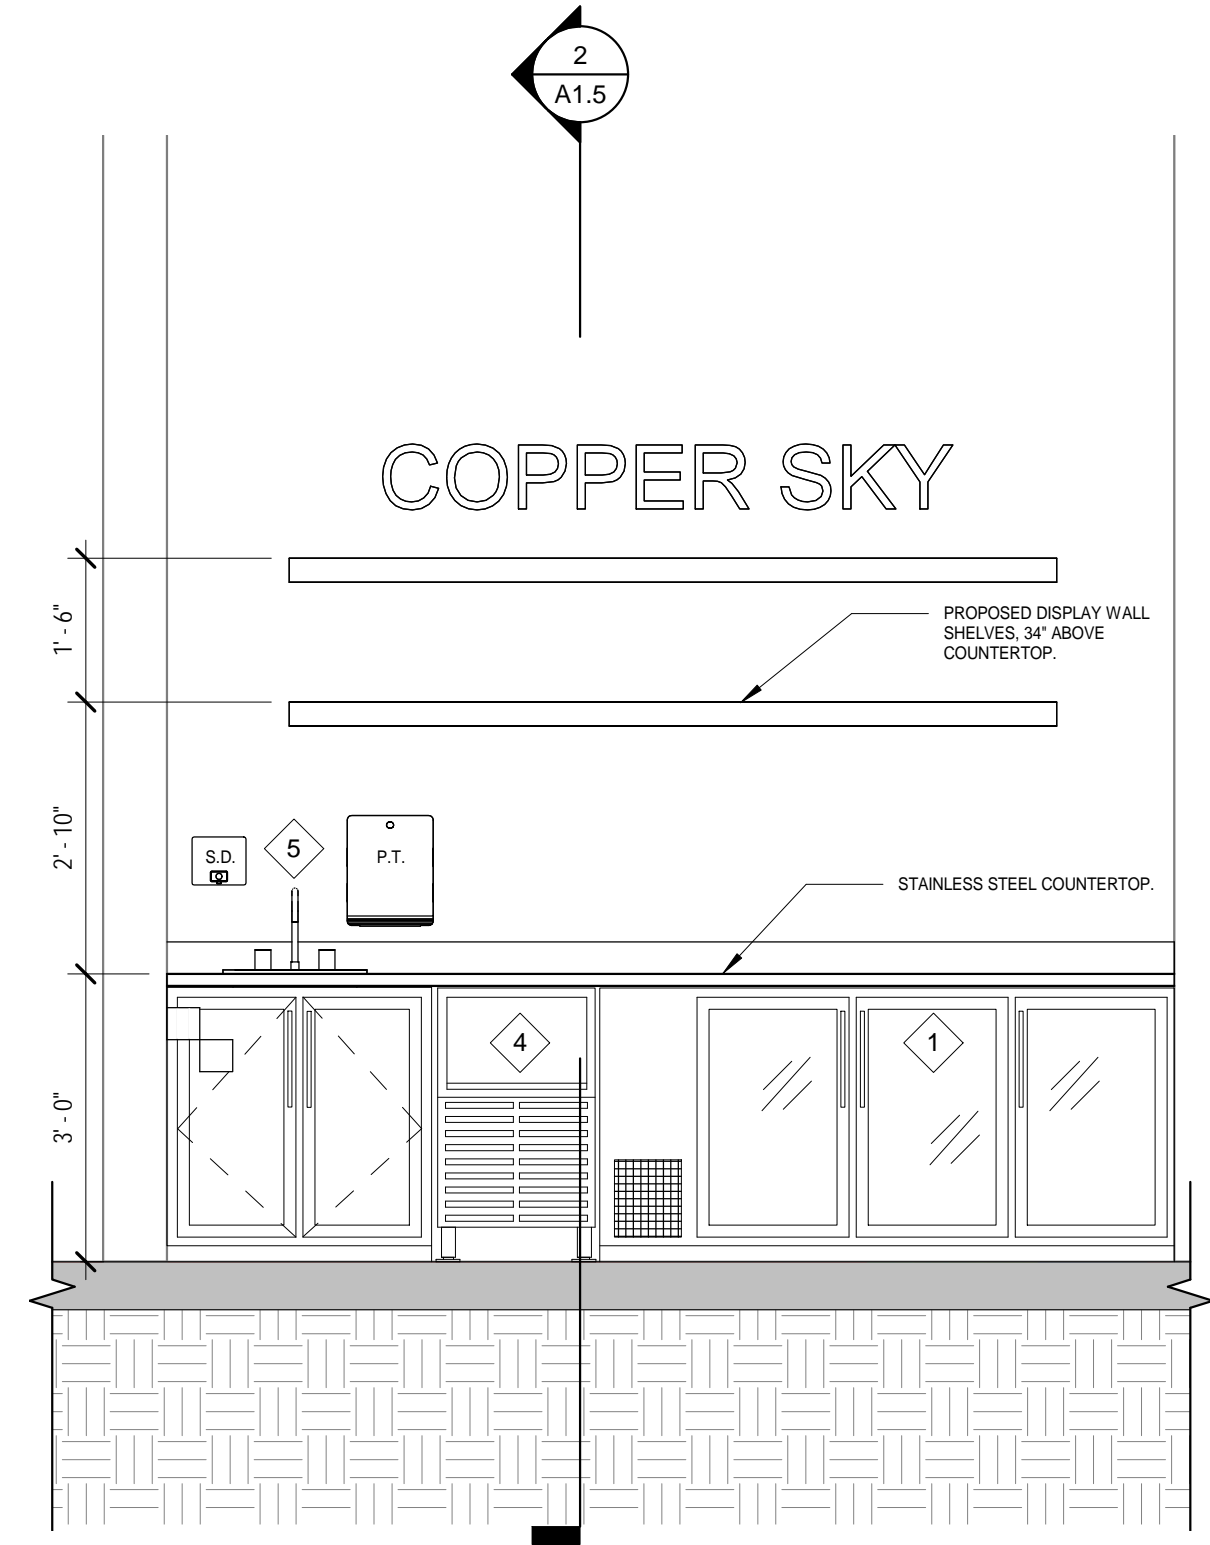 2
A1.5
COPPER SKY
1' - 6"
PROPOSED DISPLAY WALL
SHELVES, 34" ABOVE
COUNTERTOP.
2' - 10"
S.D.
5
P.T.
STAINLESS STEEL COUNTERTOP.
3' - 0"
4
1